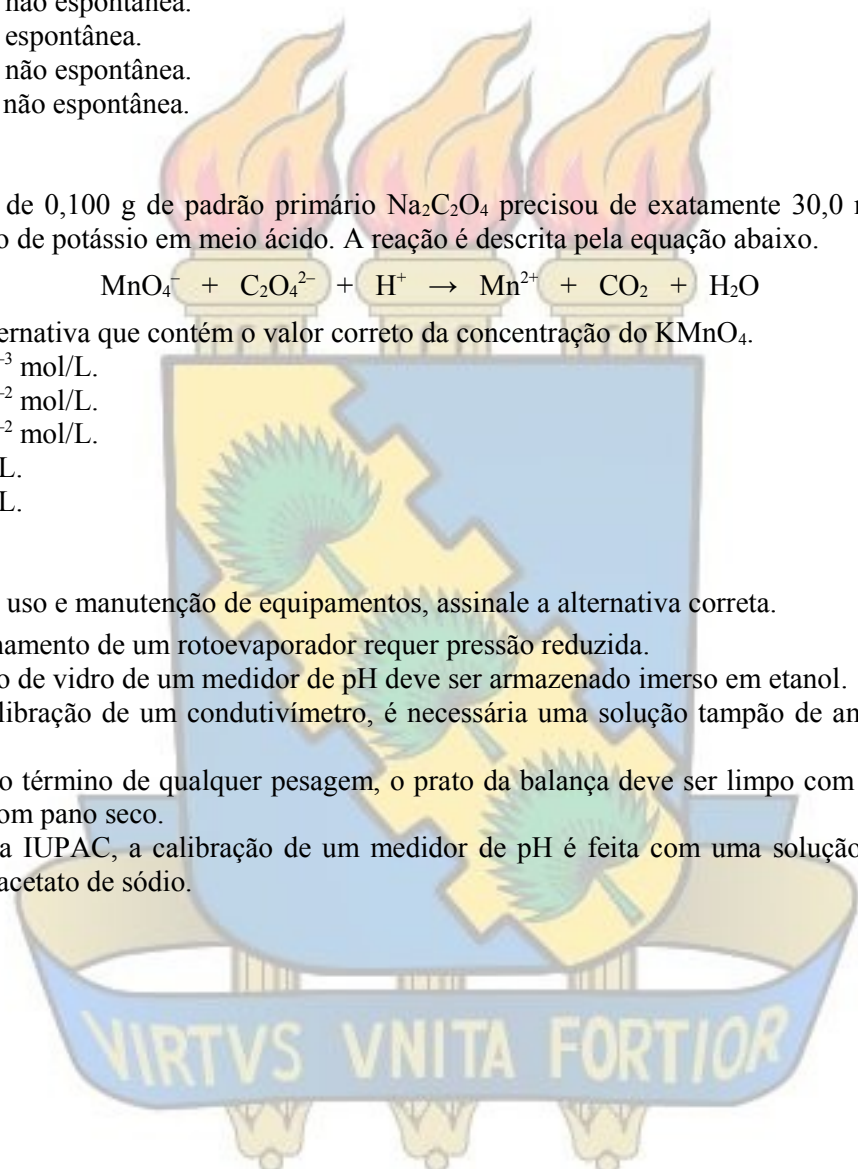 não espontânea.
espontânea.
não espontânea.
não espontânea.
de 0,100 g de padrão primário Na₂C₂O₄ precisou de exatamente 30,0
o de potássio em meio ácido. A reação é descrita pela equação abaixo.
MnO₄⁻ + C₂O₄²⁻ + H⁺ → Mn²⁺ + CO₂ + H₂O
ernativa que contém o valor correto da concentração do KMnO₄.
⁻³ mol/L.
⁻² mol/L.
⁻² mol/L.
L.
L.
uso e manutenção de equipamentos, assinale a alternativa correta.
namento de um rotoevaporador requer pressão reduzida.
o de vidro de um medidor de pH deve ser armazenado imerso em etanol.
libração de um condutivímetro, é necessária uma solução tampão de
o término de qualquer pesagem, o prato da balança deve ser limpo com
om pano seco.
a IUPAC, a calibração de um medidor de pH é feita com uma solução
acetato de sódio.
VIRTVS VNITA FORTIOR